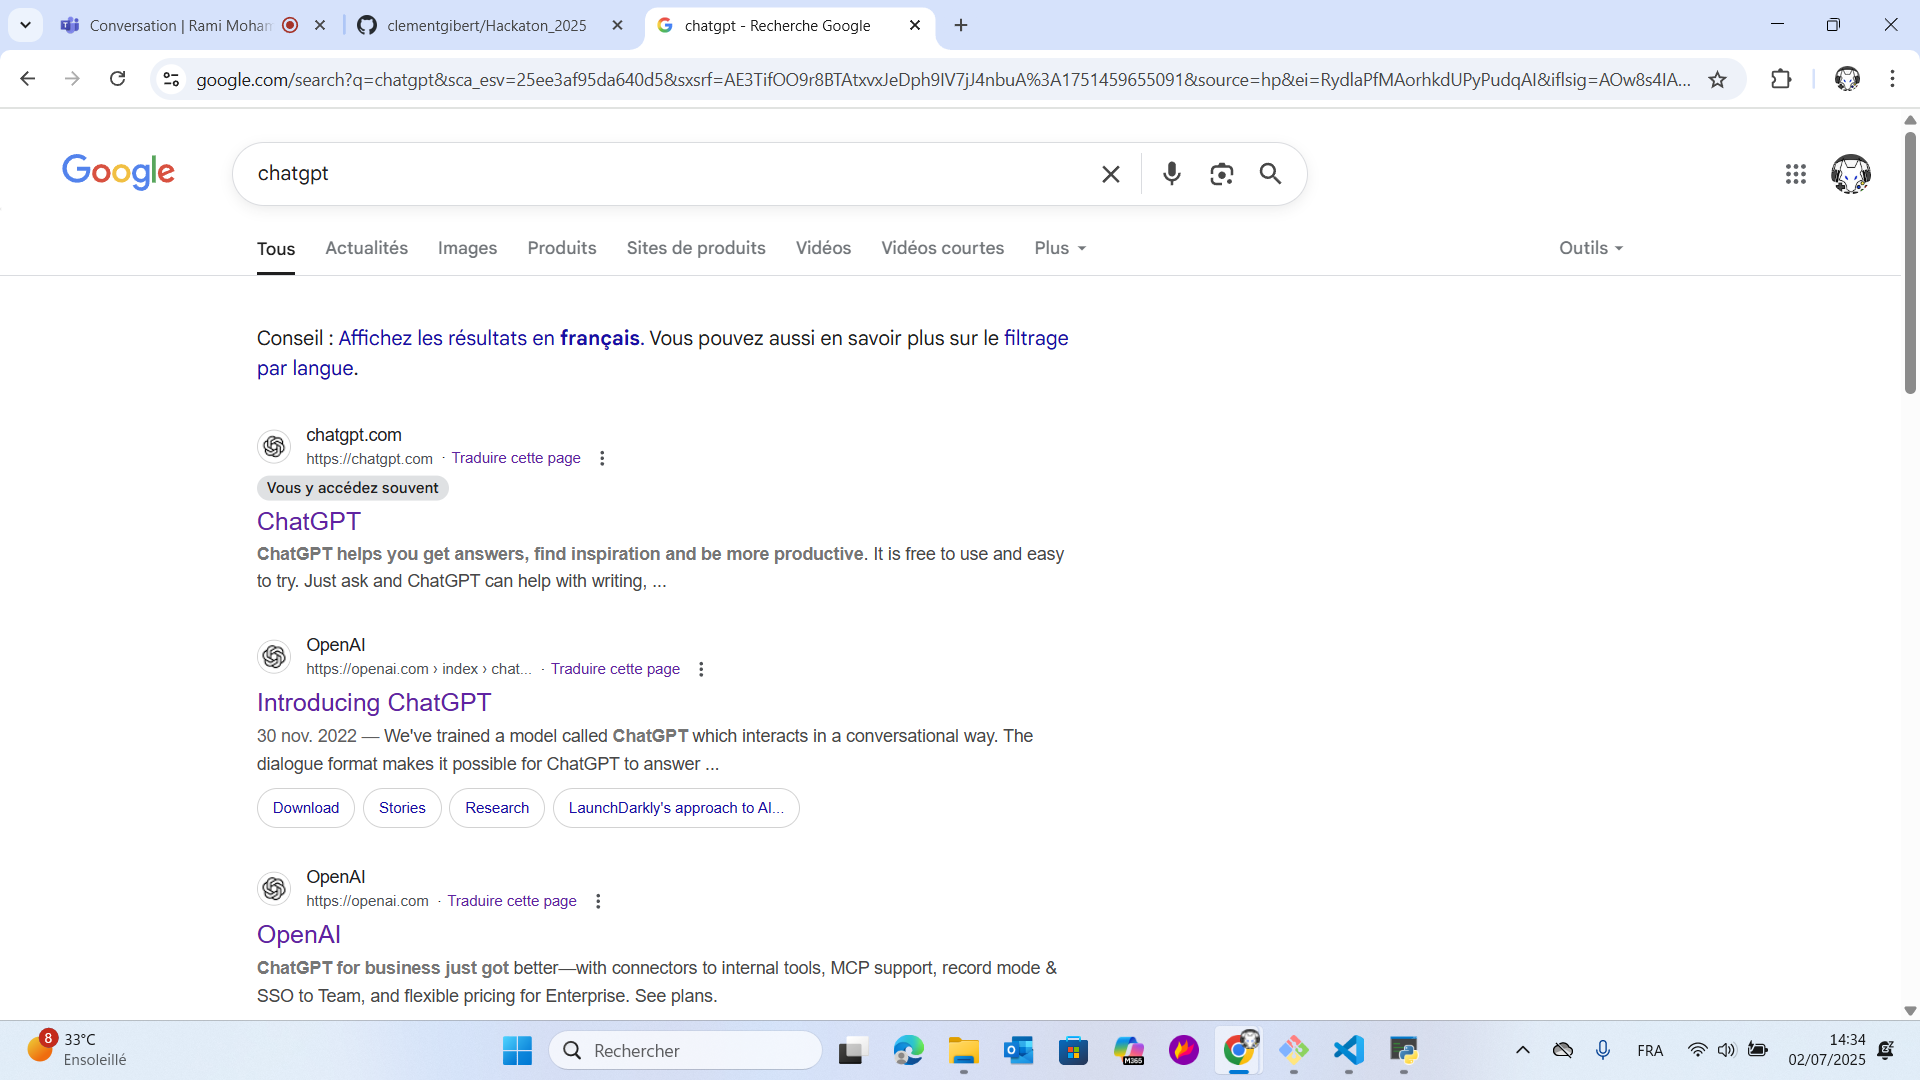 Conversation | Rami Moham
clementgibert/Hackaton_2025
chatgpt - Recherche Google
google.com/search?q=chatgpt&sca_esv=25ee3af95da640d5&sxsrf=AE3TifOO9r8BTAtxvxJeDph9IV7jJ4nbuA%3A1751459655091&source=hp&ei=RydlaPfMAorhkdUPyPudqAI&iflsig=AOw8s4IA...
Google
chatgpt
Tous
Actualités
Images
Produits
Sites de produits
Vidéos
Vidéos courtes
Plus
Outils
Conseil : Affichez les résultats en français. Vous pouvez aussi en savoir plus sur le filtrage
par langue.
chatgpt.com
https://chatgpt.com · Traduire cette page
Vous y accédez souvent
ChatGPT
ChatGPT helps you get answers, find inspiration and be more productive. It is free to use and easy
to try. Just ask and ChatGPT can help with writing, ...
OpenAI
https://openai.com › index › chat... · Traduire cette page
Introducing ChatGPT
30 nov. 2022 — We've trained a model called ChatGPT which interacts in a conversational way. The
dialogue format makes it possible for ChatGPT to answer ...
Download
Stories
Research
LaunchDarkly's approach to AI...
OpenAI
https://openai.com · Traduire cette page
OpenAI
ChatGPT for business just got better—with connectors to internal tools, MCP support, record mode &
SSO to Team, and flexible pricing for Enterprise. See plans.
8
33°C
Ensoleillé
Rechercher
M365
FRA
14:34
02/07/2025